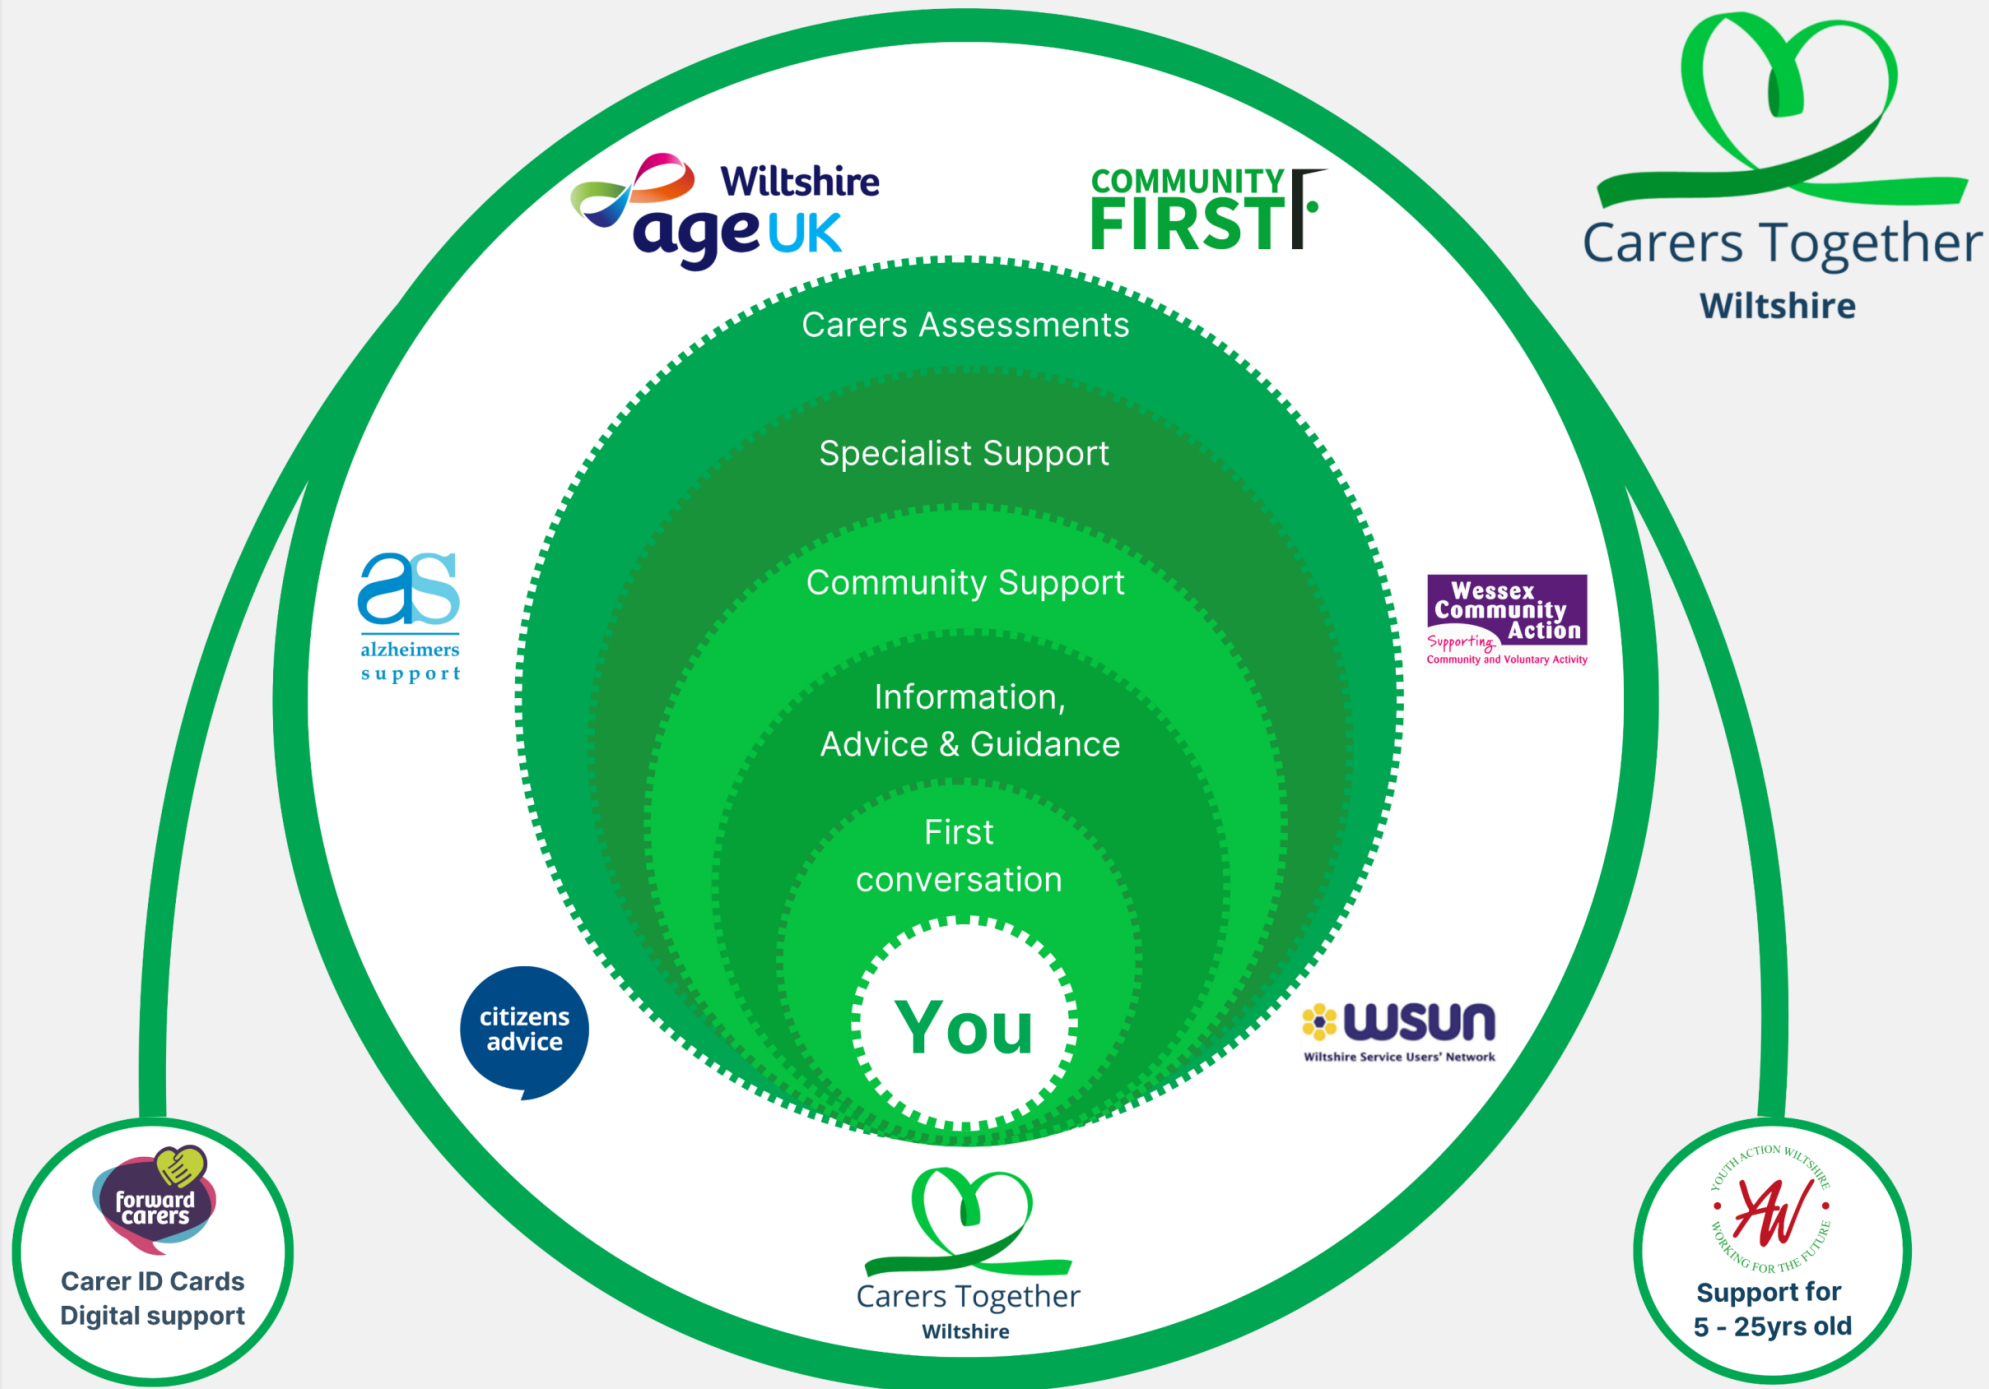 Wiltshire
age UK
COMMUNITY
FIRST
Carers Together
Wiltshire
Carers Assessments
Specialist Support
Community Support
Information,
Advice & Guidance
First
conversation
You
as
alzheimers
support
Wessex
Community
Action
Supporting
Community and Voluntary Activity
citizens
advice
wsun
Wiltshire Service Users' Network
Carers Together
Wiltshire
forward
carers
Carer ID Cards
Digital support
YOUTH ACTION WILTSHIRE
YAW
WORKING FOR THE FUTURE
Support for
5 - 25yrs old